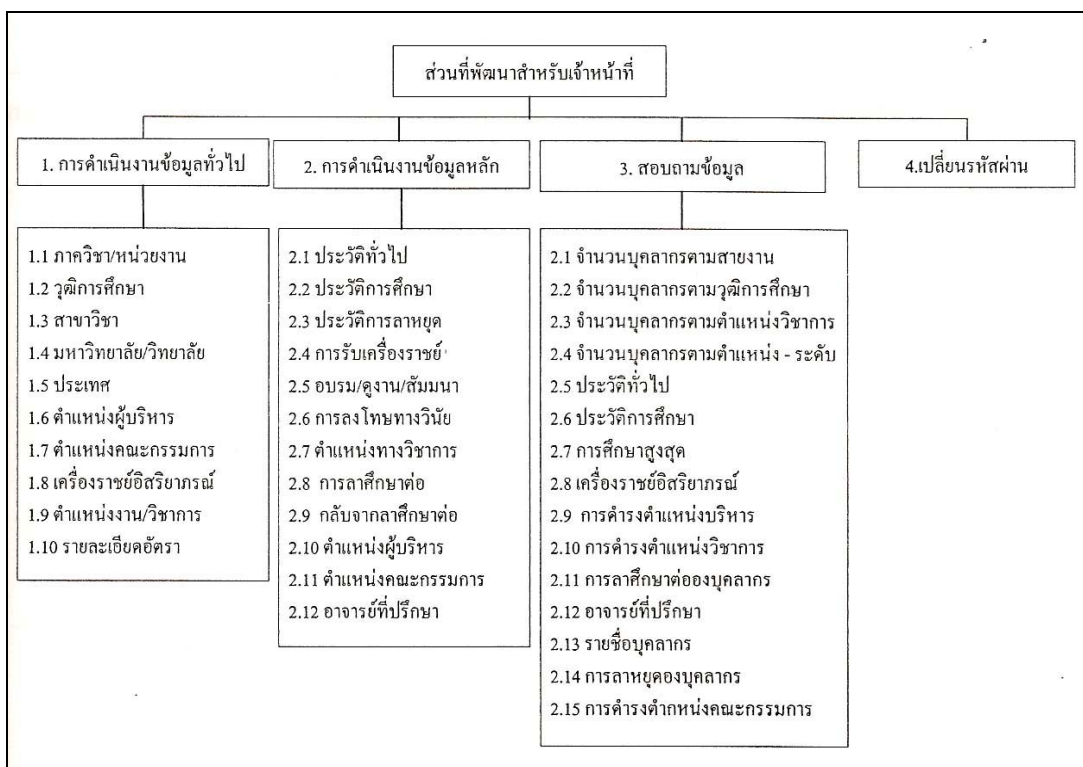 ส่วนที่พัฒนาสำหรับเจ้าหน้าที่
1. การดำเนินงานข้อมูลทั่วไป
2. การดำเนินงานข้อมูลหลัก
3. สอบถามข้อมูล
4.เปลี่ยนรหัสผ่าน
1.1 ภาควิชา/หน่วยงาน
1.2 วุฒิการศึกษา
1.3 สาขาวิชา
1.4 มหาวิทยาลัย/วิทยาลัย
1.5 ประเทศ
1.6 ตำแหน่งผู้บริหาร
1.7 ตำแหน่งคณะกรรมการ
1.8 เครื่องราชย์อิสริยาภรณ์
1.9 ตำแหน่งงาน/วิชาการ
1.10 รายละเอียดอัตรา
2.1 ประวัติทั่วไป
2.2 ประวัติการศึกษา
2.3 ประวัติการลาหยุด
2.4 การรับเครื่องราชย์
2.5 อบรม/ดูงาน/สัมมนา
2.6 การลงโทษทางวินัย
2.7 ตำแหน่งทางวิชาการ
2.8 การลาศึกษาต่อ
2.9 กลับจากลาศึกษาต่อ
2.10 ตำแหน่งผู้บริหาร
2.11 ตำแหน่งคณะกรรมการ
2.12 อาจารย์ที่ปรึกษา
2.1 จำนวนบุคลากรตามสายงาน
2.2 จำนวนบุคลากรตามวุฒิการศึกษา
2.3 จำนวนบุคลากรตามตำแหน่งวิชาการ
2.4 จำนวนบุคลากรตามตำแหน่ง - ระดับ
2.5 ประวัติทั่วไป
2.6 ประวัติการศึกษา
2.7 การศึกษาสูงสุด
2.8 เครื่องราชย์อิสริยาภรณ์
2.9 การดำรงตำแหน่งบริหาร
2.10 การดำรงตำแหน่งวิชาการ
2.11 การลาศึกษาต่อองบุคลากร
2.12 อาจารย์ที่ปรึกษา
2.13 รายชื่อบุคลากร
2.14 การลาหยุดองบุคลากร
2.15 การดำรงตำกหน่งคณะกรรมการ